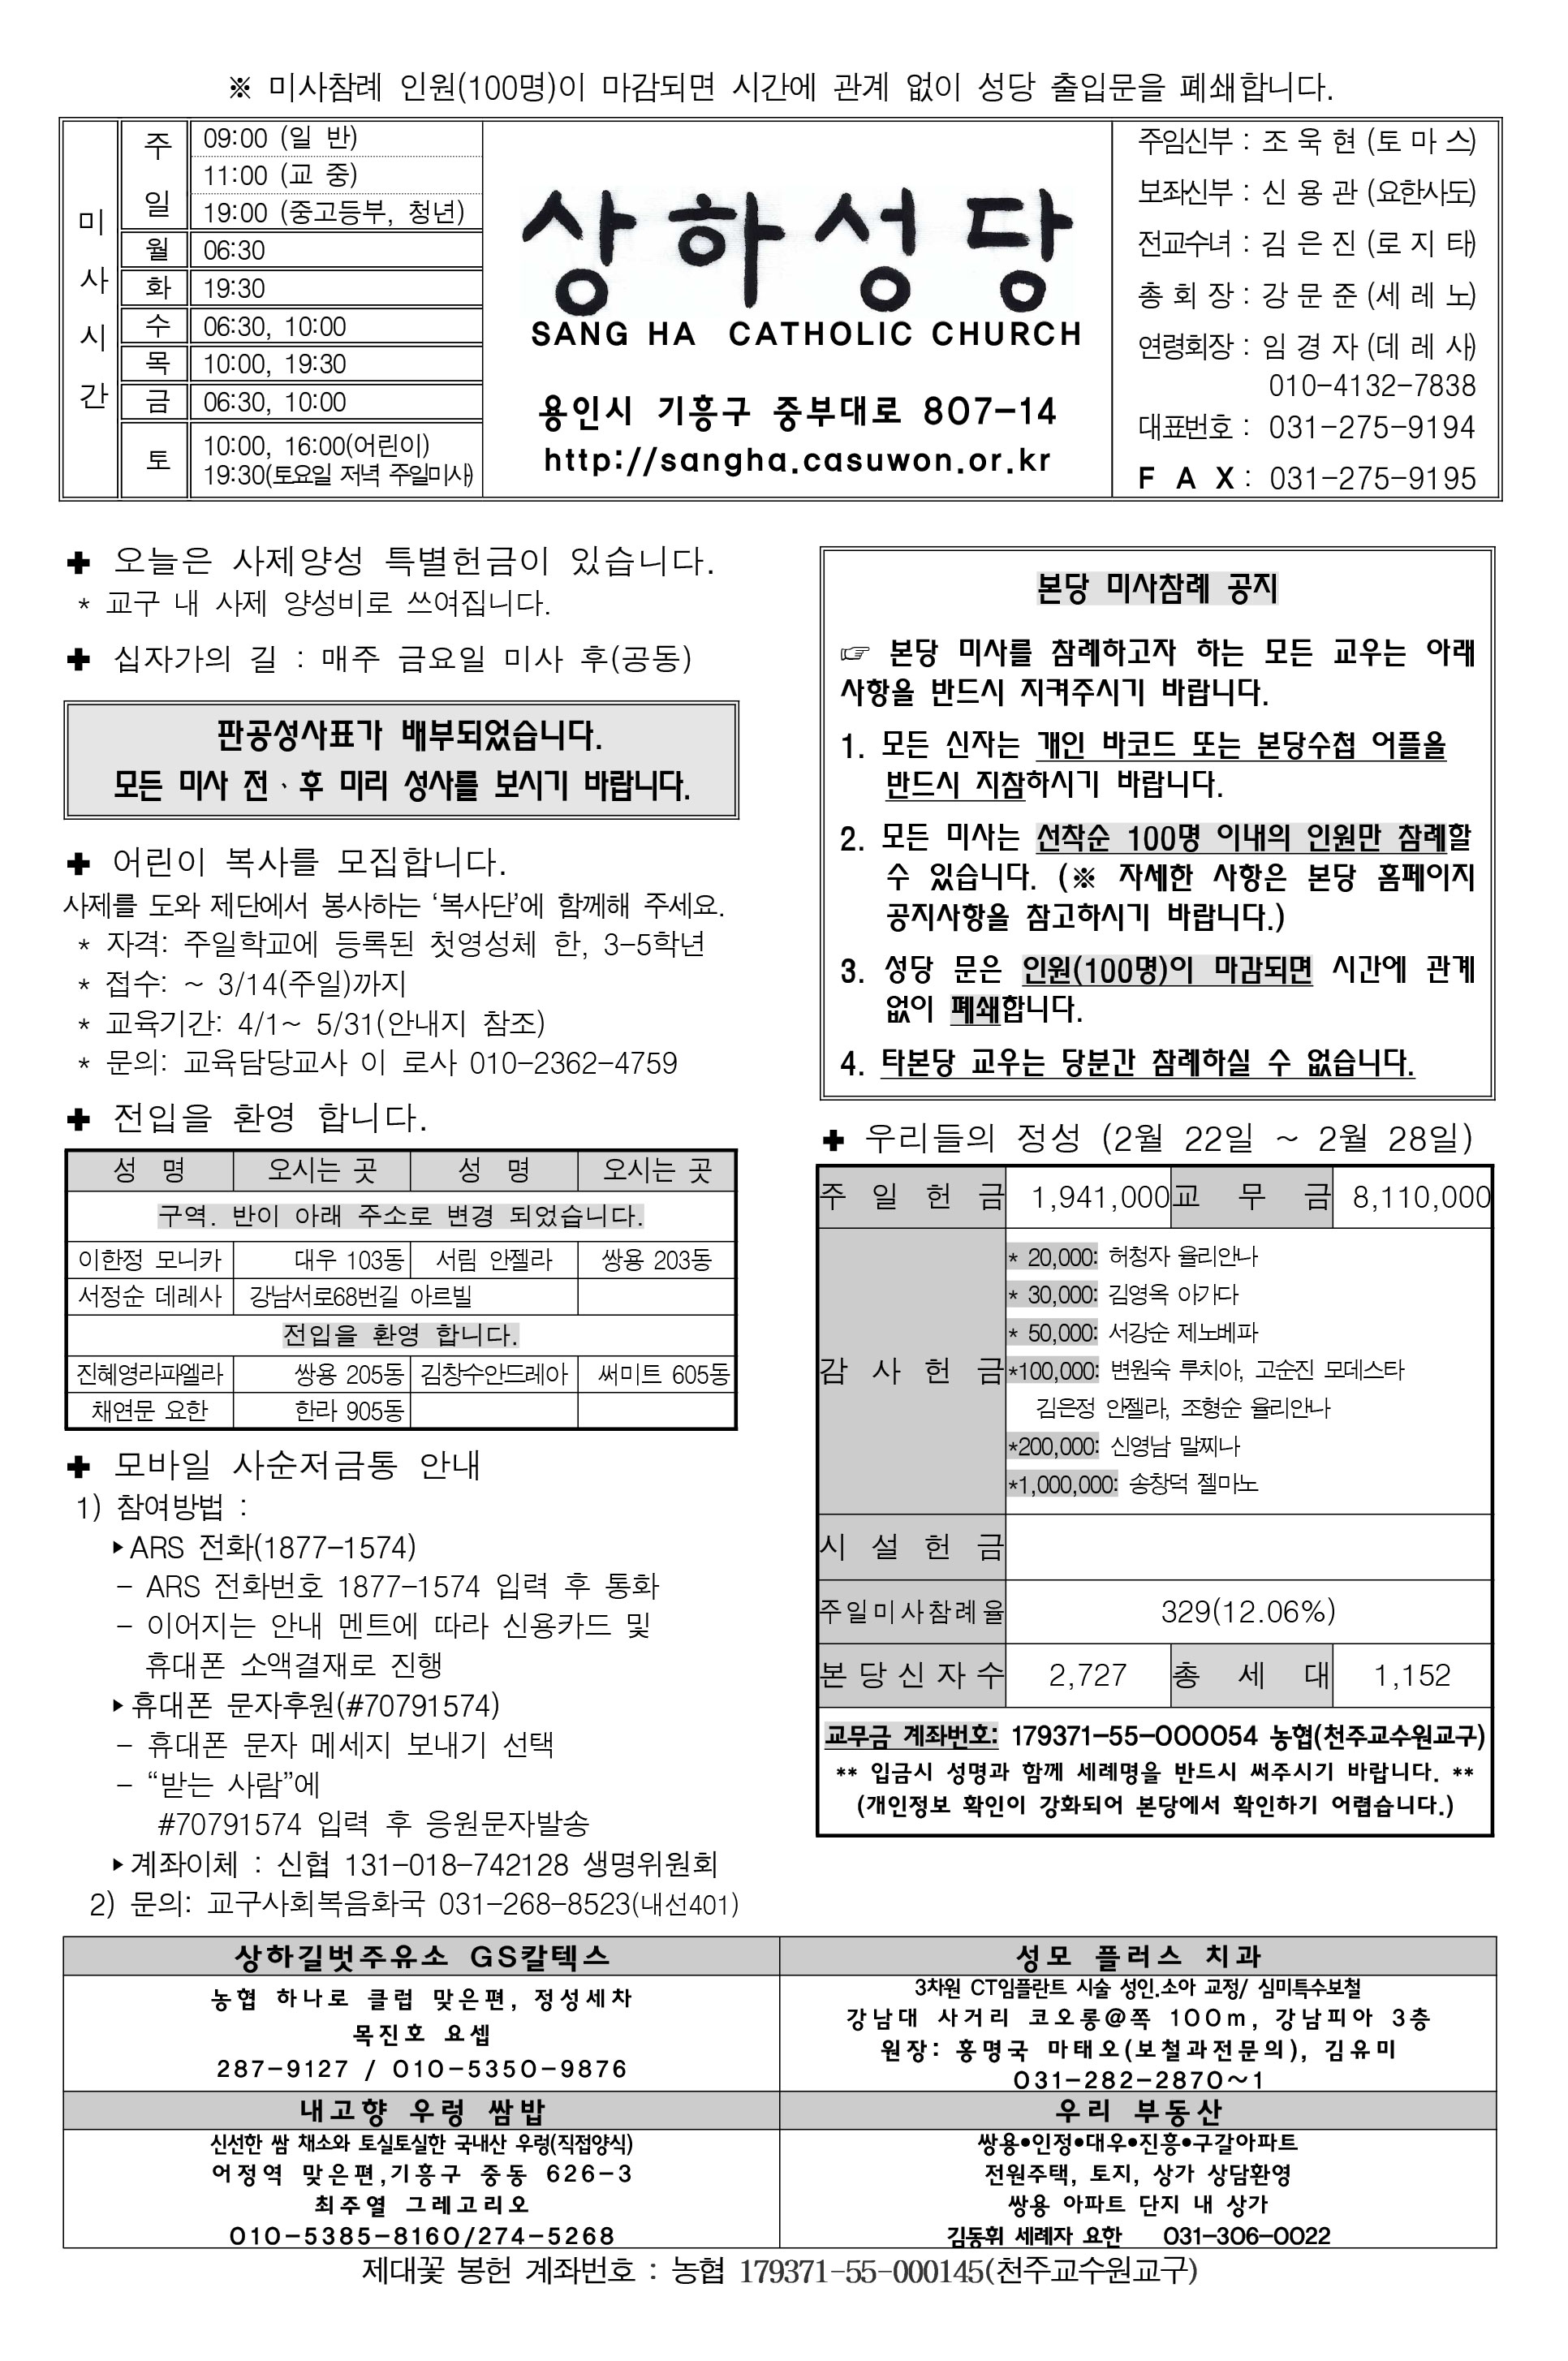 ※ 미사참례 인원(100명)이 마감되면 시간에 관계 없이 성당 출입문을 폐쇄합니다.
미사시간
주일
09:00 (일 반)
11:00 (교 중)
19:00 (중고등부, 청년)
월 06:30
화 19:30
수 06:30, 10:00
목 10:00, 19:30
금 06:30, 10:00
토 10:00, 16:00(어린이)
19:30(토요일 저녁 주일미사)
상하성당
SANG HA CATHOLIC CHURCH
용인시 기흥구 중부대로 807-14
http://sangha.casuwon.or.kr
주임신부 : 조 욱 현 (토 마 스)
보좌신부 : 신 용 관 (요한사도)
전교수녀 : 김 은 진 (로 지 타)
총 회 장 : 강 문 준 (세 레 노)
연령회장 : 임 경 자 (데 레 사)
010-4132-7838
대표번호 : 031-275-9194
F A X : 031-275-9195
✚ 오늘은 사제양성 특별헌금이 있습니다.
* 교구 내 사제 양성비로 쓰여집니다.
✚ 십자가의 길 : 매주 금요일 미사 후(공동)
판공성사표가 배부되었습니다.
모든 미사 전、후 미리 성사를 보시기 바랍니다.
✚ 어린이 복사를 모집합니다.
사제를 도와 제단에서 봉사하는 ‘복사단’에 함께해 주세요.
* 자격: 주일학교에 등록된 첫영성체 한, 3-5학년
* 접수: ~ 3/14(주일)까지
* 교육기간: 4/1~ 5/31(안내지 참조)
* 문의: 교육담당교사 이 로사 010-2362-4759
✚ 전입을 환영 합니다.
성 명 오시는 곳 성 명 오시는 곳
구역. 반이 아래 주소로 변경 되었습니다.
이한정 모니카 대우 103동 서림 안젤라 쌍용 203동
서정순 데레사 강남서로68번길 아르빌
전입을 환영 합니다.
진혜영라파엘라 쌍용 205동 김창수안드레아 써미트 605동
채연문 요한 한라 905동
✚ 모바일 사순저금통 안내
1) 참여방법 :
▸ARS 전화(1877-1574)
- ARS 전화번호 1877-1574 입력 후 통화
- 이어지는 안내 멘트에 따라 신용카드 및
휴대폰 소액결재로 진행
▸휴대폰 문자후원(#70791574)
- 휴대폰 문자 메세지 보내기 선택
- “받는 사람”에
#70791574 입력 후 응원문자발송
▸계좌이체 : 신협 131-018-742128 생명위원회
2) 문의: 교구사회복음화국 031-268-8523(내선401)
본당 미사참례 공지
☞ 본당 미사를 참례하고자 하는 모든 교우는 아래
사항을 반드시 지켜주시기 바랍니다.
1. 모든 신자는 개인 바코드 또는 본당수첩 어플을
반드시 지참하시기 바랍니다.
2. 모든 미사는 선착순 100명 이내의 인원만 참례할
수 있습니다. (※ 자세한 사항은 본당 홈페이지
공지사항을 참고하시기 바랍니다.)
3. 성당 문은 인원(100명)이 마감되면 시간에 관계
없이 폐쇄합니다.
4. 타본당 교우는 당분간 참례하실 수 없습니다.
✚ 우리들의 정성 (2월 22일 ~ 2월 28일)
주 일 헌 금 1,941,000 교 무 금 8,110,000
감 사 헌 금
* 20,000: 허청자 율리안나
* 30,000: 김영옥 아가다
* 50,000: 서강순 제노베파
*100,000: 변원숙 루치아, 고순진 모데스타
김은정 안젤라, 조형순 율리안나
*200,000: 신영남 말찌나
*1,000,000: 송창덕 젤마노
시 설 헌 금
주일미사참례율 329(12.06%)
본당신자수 2,727 총 세 대 1,152
교무금 계좌번호: 179371-55-000054 농협(천주교수원교구)
** 입금시 성명과 함께 세례명을 반드시 써주시기 바랍니다. **
(개인정보 확인이 강화되어 본당에서 확인하기 어렵습니다.)
상하길벗주유소 GS칼텍스
농협 하나로 클럽 맞은편, 정성세차
목진호 요셉
287-9127 / 010-5350-9876
성모 플러스 치과
3차원 CT임플란트 시술 성인.소아 교정/ 심미특수보철
강남대 사거리 코오롱@쪽 100m, 강남피아 3층
원장: 홍명국 마태오(보철과전문의), 김유미
031-282-2870~1
내고향 우렁 쌈밥
신선한 쌈 채소와 토실토실한 국내산 우렁(직접양식)
어정역 맞은편,기흥구 중동 626-3
최주열 그레고리오
010-5385-8160/274-5268
우리 부동산
쌍용•인정•대우•진흥•구갈아파트
전원주택, 토지, 상가 상담환영
쌍용 아파트 단지 내 상가
김동휘 세례자 요한 031-306-0022
제대꽃 봉헌 계좌번호 : 농협 179371-55-000145(천주교수원교구)